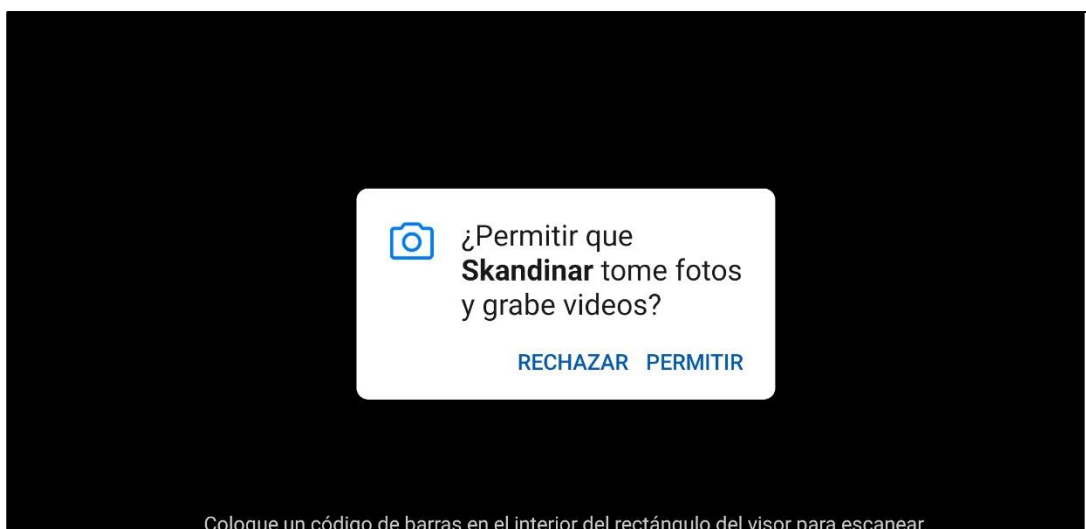 ¿Permitir que
Skandinar tome fotos
y grabe videos?
RECHAZAR PERMITIR
Coloque un código de barras en el interior del rectángulo del visor para escanear